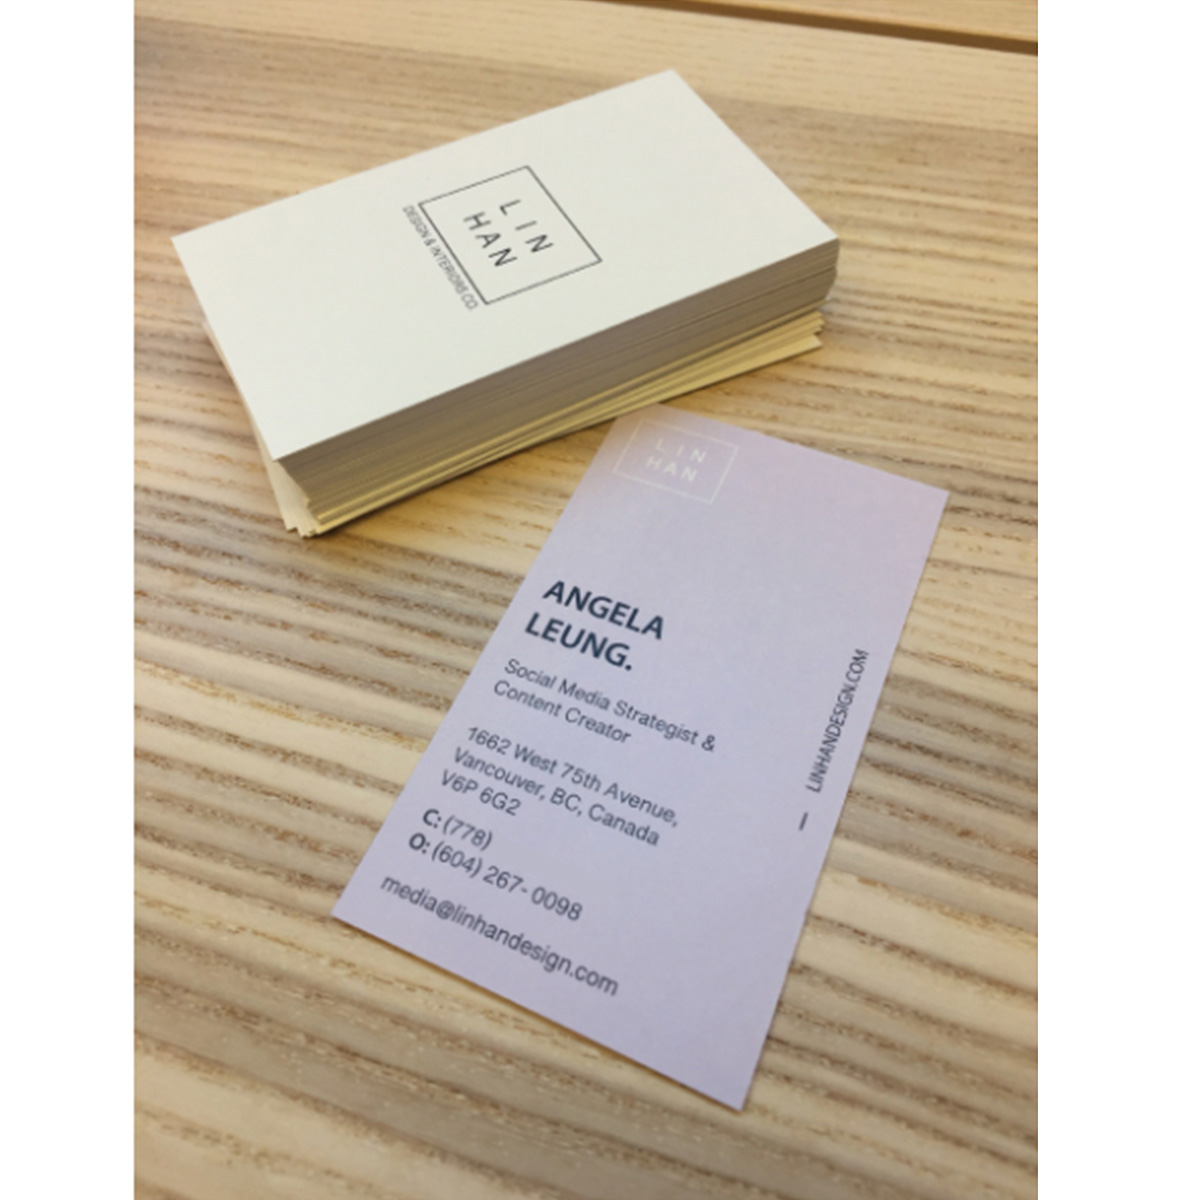 LIN
HAN
DESIGN & INTERIORS CO.
LIN
HAN
ANGELA
LEUNG.
Social Media Strategist &
Content Creator
1662 West 75th Avenue,
Vancouver, BC, Canada
V6P 6G2
C: (778)
O: (604) 267- 0098
media@linhandesign.com
LINHANDESIGN.COM